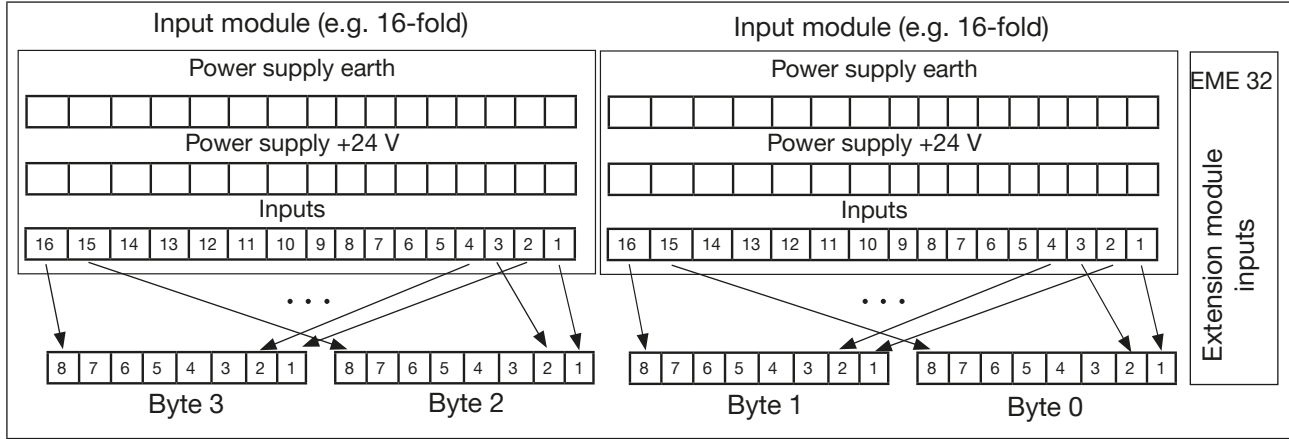 Input module (e.g. 16-fold) Input module (e.g. 16-fold)
Power supply earth Power supply earth EME 32
Power supply +24 V Power supply +24 V
Inputs Inputs
16 15 14 13 12 11 10 9 8 7 6 5 4 3 2 1 16 15 14 13 12 11 10 9 8 7 6 5 4 3 2 1
Extension module
inputs
. . . . . .
8 7 6 5 4 3 2 1 8 7 6 5 4 3 2 1 8 7 6 5 4 3 2 1 8 7 6 5 4 3 2 1
Byte 3 Byte 2 Byte 1 Byte 0